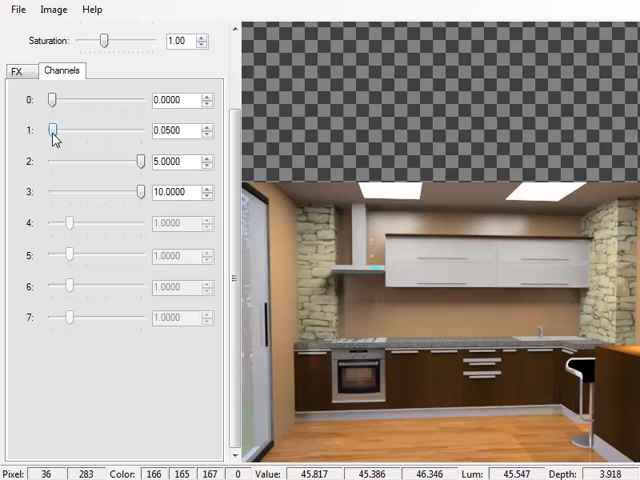 File Image Help
Saturation: 1.00
FX Channels
0: 0.0000
1: 0.0500
2: 5.0000
3: 10.0000
4: 1.0000
5: 1.0000
6: 1.0000
7: 1.0000
Pixel: 36 283 Color: 166 165 167 0 Value: 45.817 45.386 46.346 Lum: 45.547 Depth: 3.918